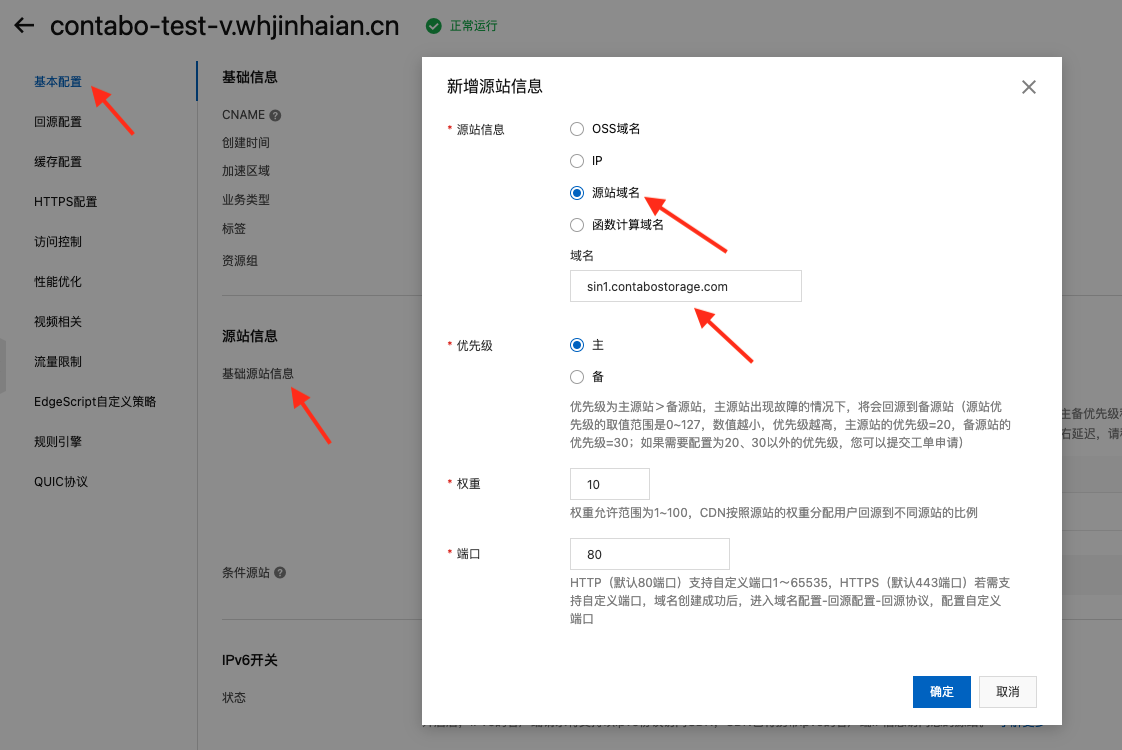 contabo-test-v.whjinhaian.cn
正常运行
基本配置
回源配置
缓存配置
HTTPS配置
访问控制
性能优化
视频相关
流量限制
EdgeScript自定义策略
规则引擎
QUIC协议
基础信息
CNAME
创建时间
加速区域
业务类型
标签
资源组
源站信息
基础源站信息
条件源站
IPv6开关
状态
新增源站信息
* 源站信息
OSS域名
IP
源站域名
函数计算域名
域名
sin1.contabostorage.com
* 优先级
主
备
优先级为主源站＞备源站，主源站出现故障的情况下，将会回源到备源站（源站优
先级的取值范围是0~127，数值越小，优先级越高，主源站的优先级=20，备源站的
优先级=30；如果需要配置为20、30以外的优先级，您可以提交工单申请）
* 权重
10
权重允许范围为1~100，CDN按照源站的权重分配用户回源到不同源站的比例
* 端口
80
HTTP（默认80端口）支持自定义端口1～65535，HTTPS（默认443端口）若需支
持自定义端口，域名创建成功后，进入域名配置-回源配置-回源协议，配置自定义
端口
确定
取消
主备优先级
右延迟，请